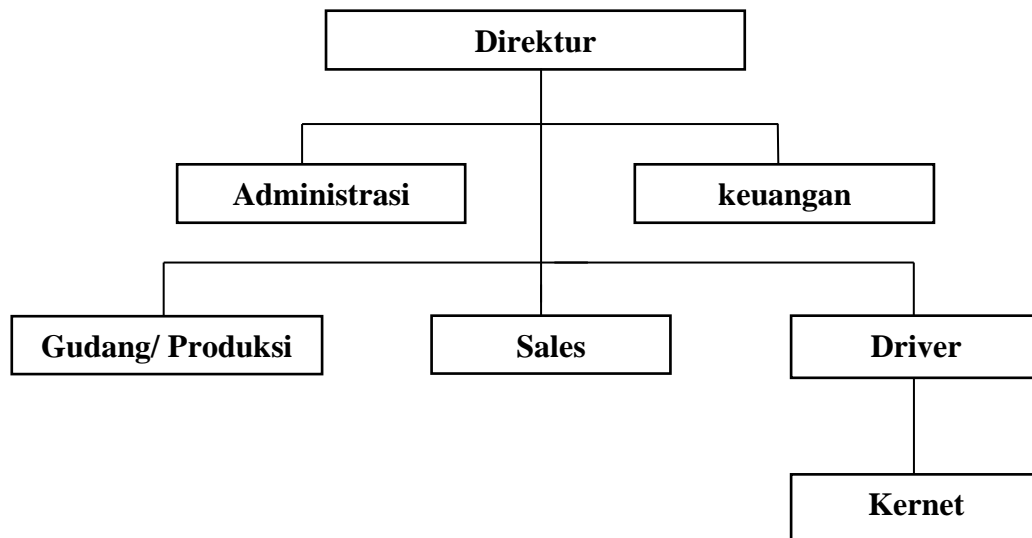 Direktur
Administrasi
keuangan
Gudang/ Produksi
Sales
Driver
Kernet